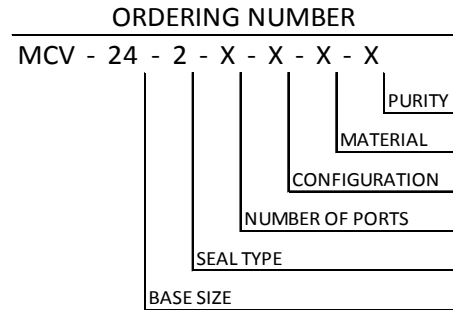 ORDERING NUMBER
MCV - 24 - 2 - X - X - X - X
PURITY
MATERIAL
CONFIGURATION
NUMBER OF PORTS
SEAL TYPE
BASE SIZE